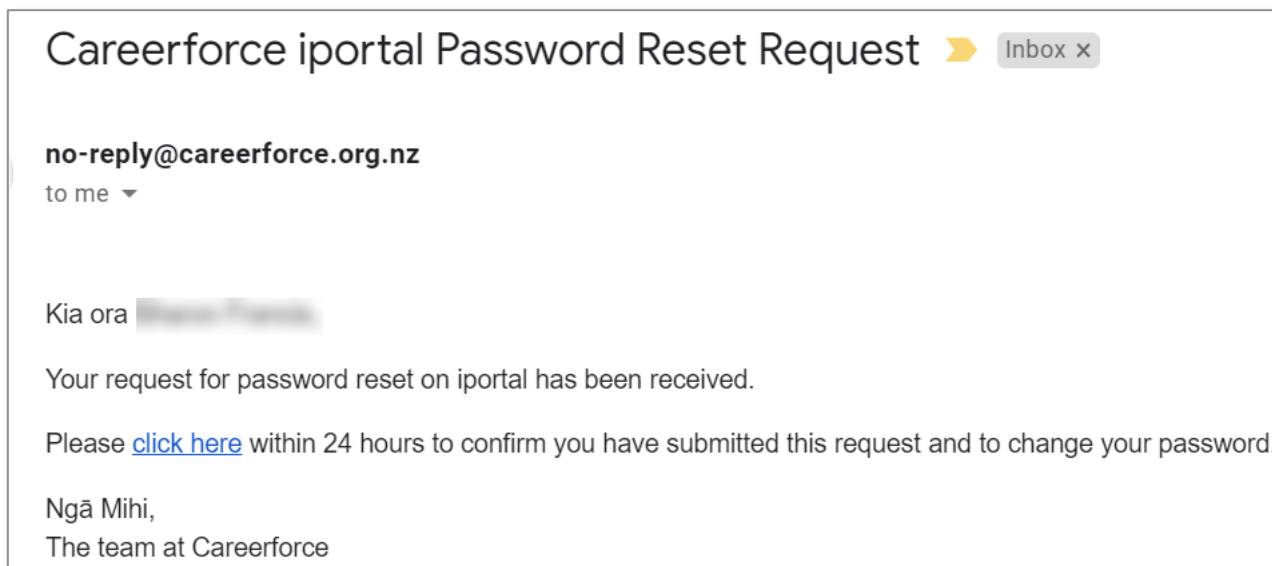 Careerforce iportal Password Reset Request Inbox ×
no-reply@careerforce.org.nz
to me
Kia ora
Your request for password reset on iportal has been received.
Please click here within 24 hours to confirm you have submitted this request and to change your password.
Ngā Mihi,
The team at Careerforce